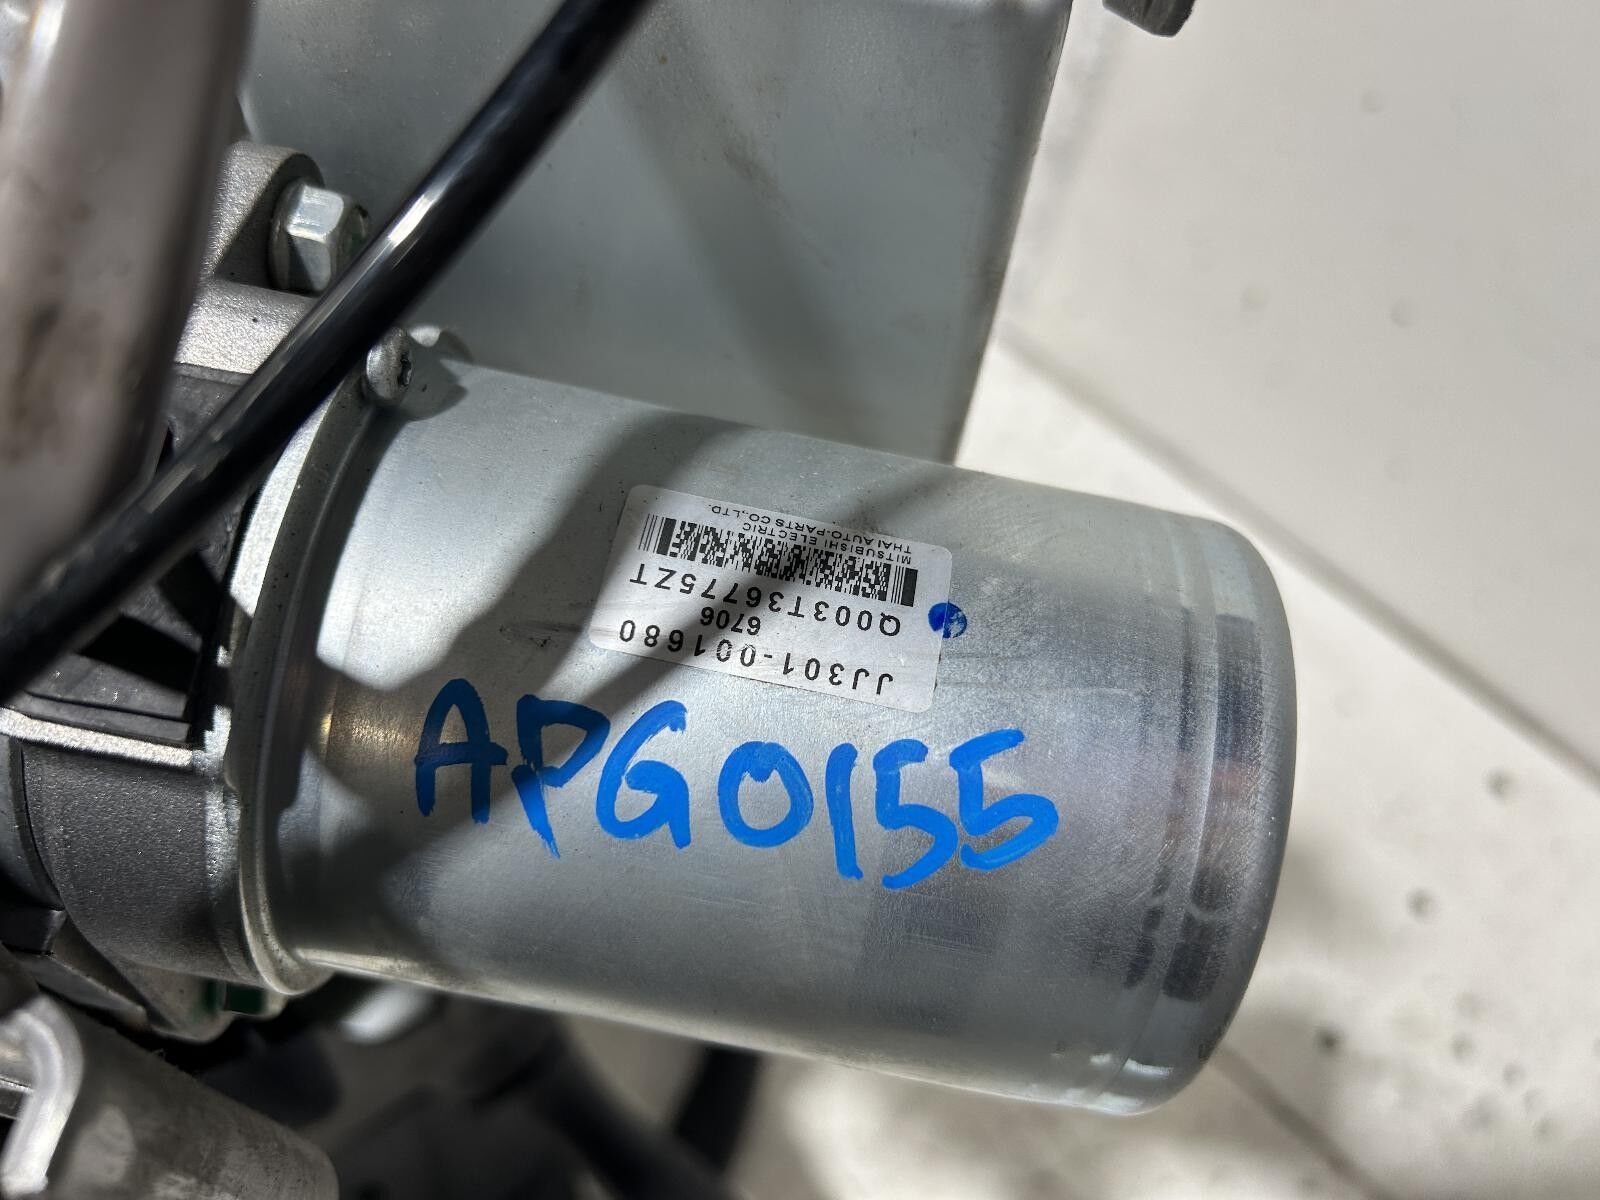 JJ301-001680
6706
Q003T36775ZT
MITSUBISHI ELECTRIC
THAI AUTO-PARTS CO.,LTD.
APG0155